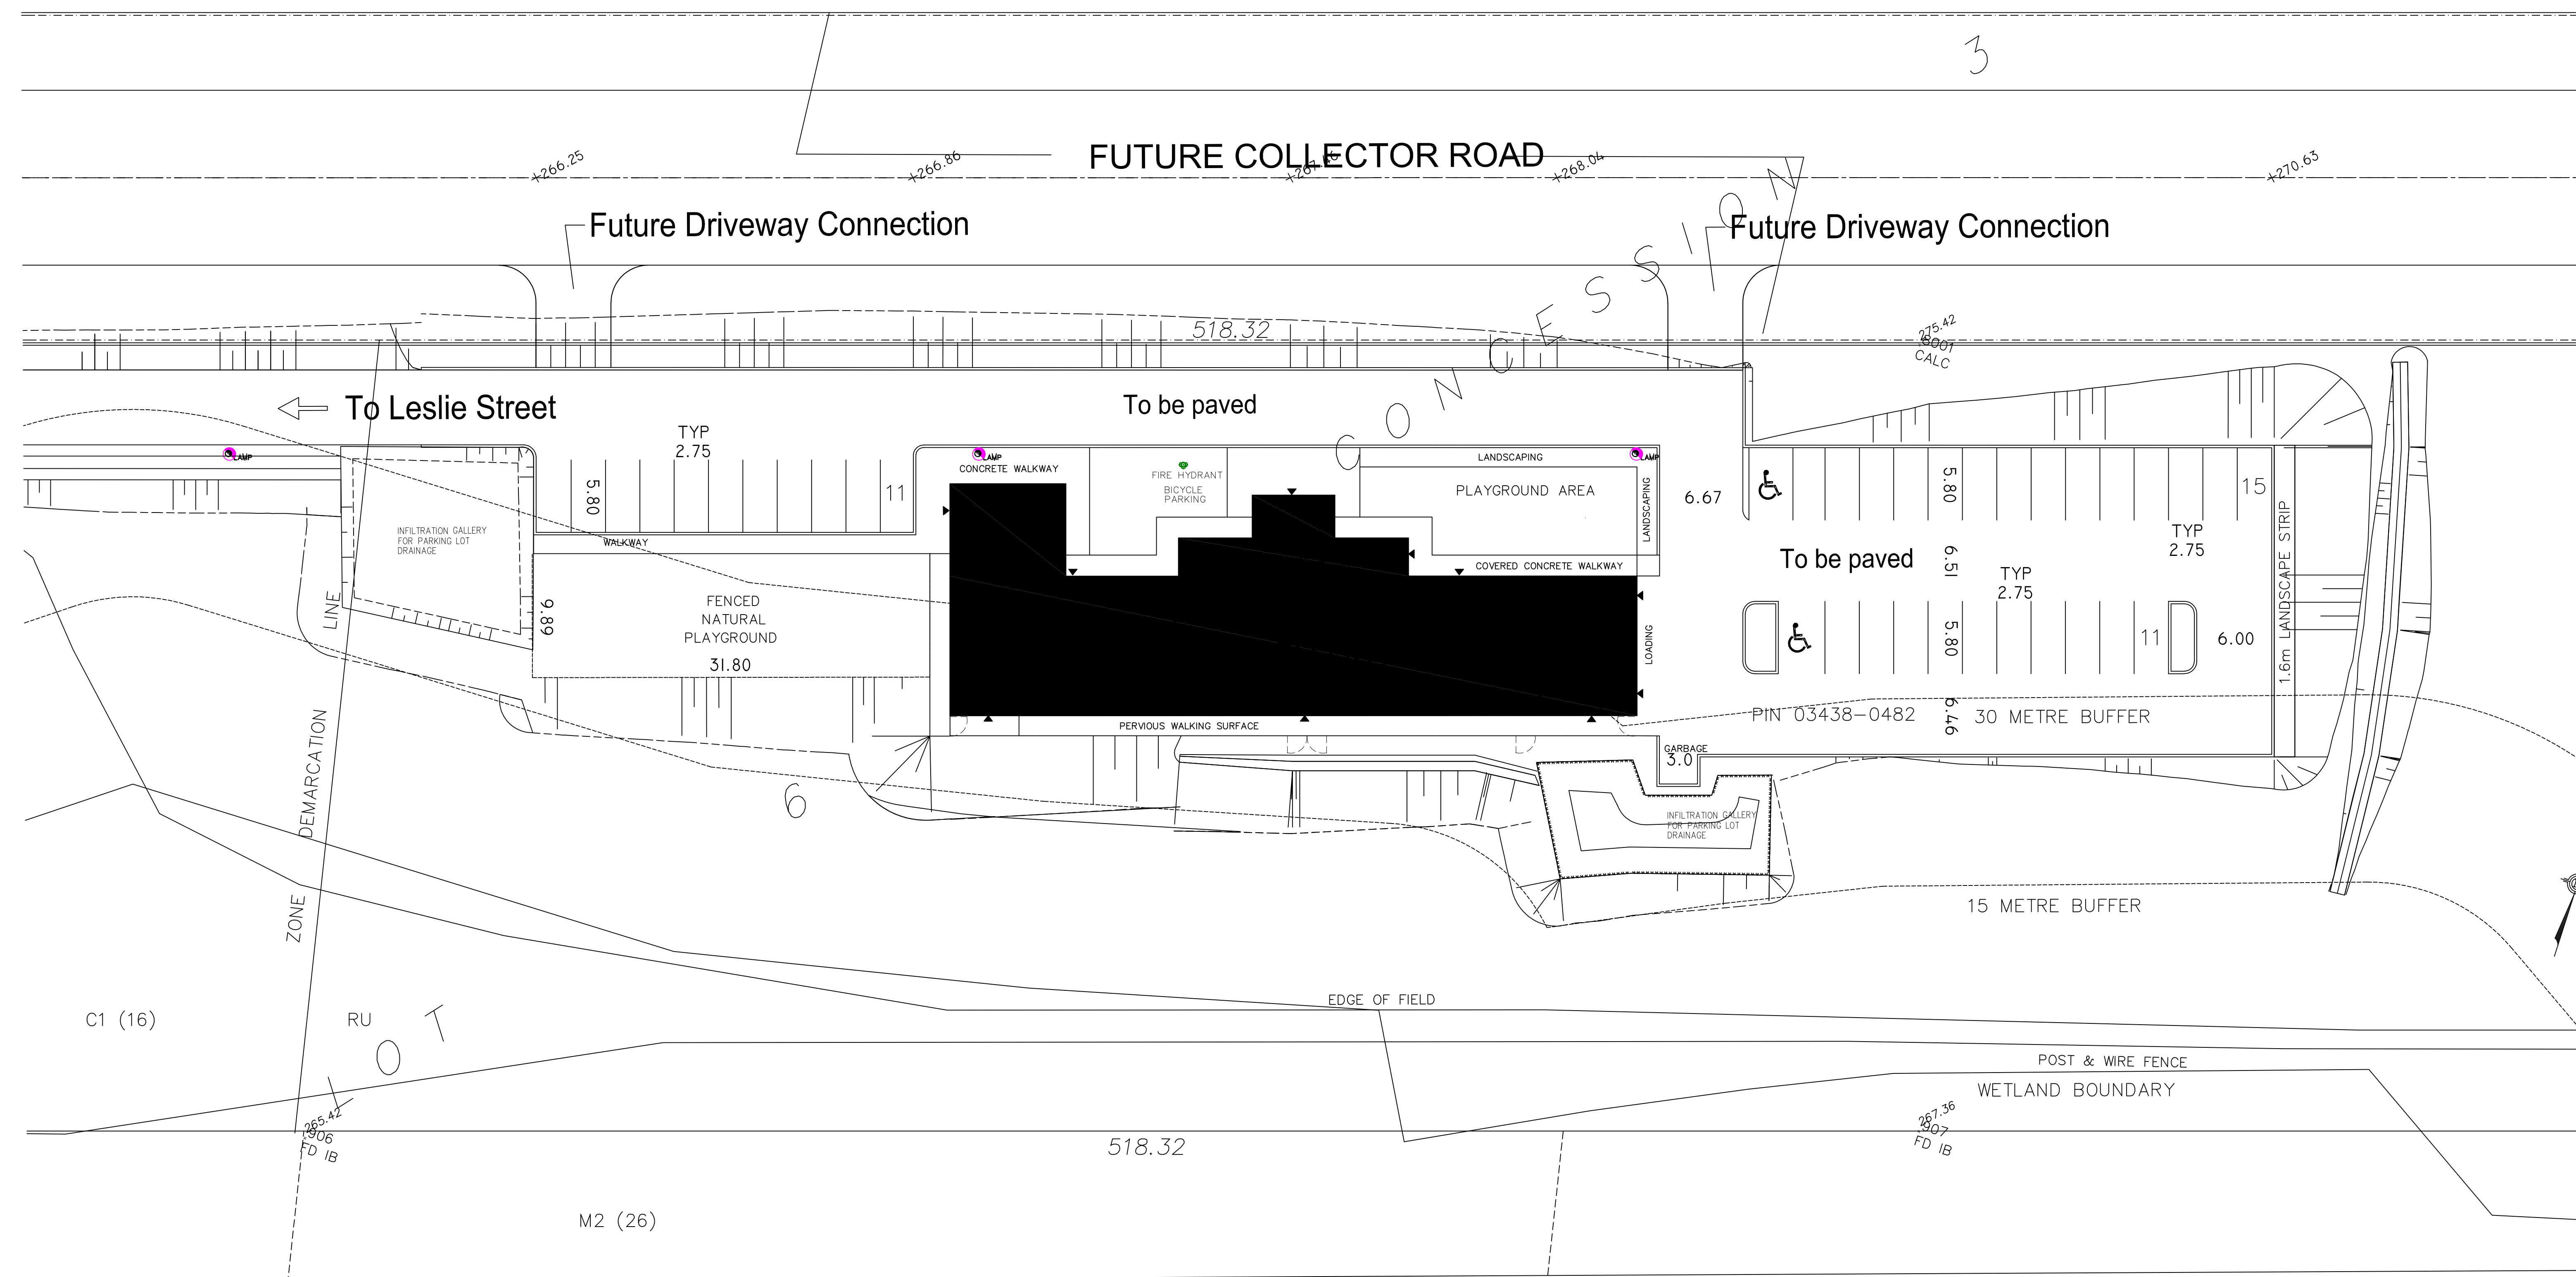 3
FUTURE COLLECTOR ROAD
+266.25
+266.86
+268.04
+270.63
Future Driveway Connection
Future Driveway Connection
CONCESSION
518.32
275.42
8001
CALC
To Leslie Street
To be paved
TYP
2.75
LAMP
LAMP
LAMP
CONCRETE WALKWAY
FIRE HYDRANT
BICYCLE
PARKING
LANDSCAPING
PLAYGROUND AREA
LANDSCAPING
6.67
5.80
11
5.80
15
INFILTRATION GALLERY
FOR PARKING LOT
DRAINAGE
WALKWAY
TYP
2.75
To be paved
6.51
TYP
2.75
COVERED CONCRETE WALKWAY
1.6m LANDSCAPE STRIP
9.89
FENCED
NATURAL
PLAYGROUND
31.80
LOADING
5.80
11
6.00
PIN 03438-0482
6.46
30 METRE BUFFER
PERVIOUS WALKING SURFACE
GARBAGE
3.0
6
INFILTRATION GALLERY
FOR PARKING LOT
DRAINAGE
ZONE DEMARCATION LINE
15 METRE BUFFER
EDGE OF FIELD
C1 (16)
RU
LOT
POST & WIRE FENCE
WETLAND BOUNDARY
265.42
906
FD IB
518.32
267.36
907
FD IB
M2 (26)